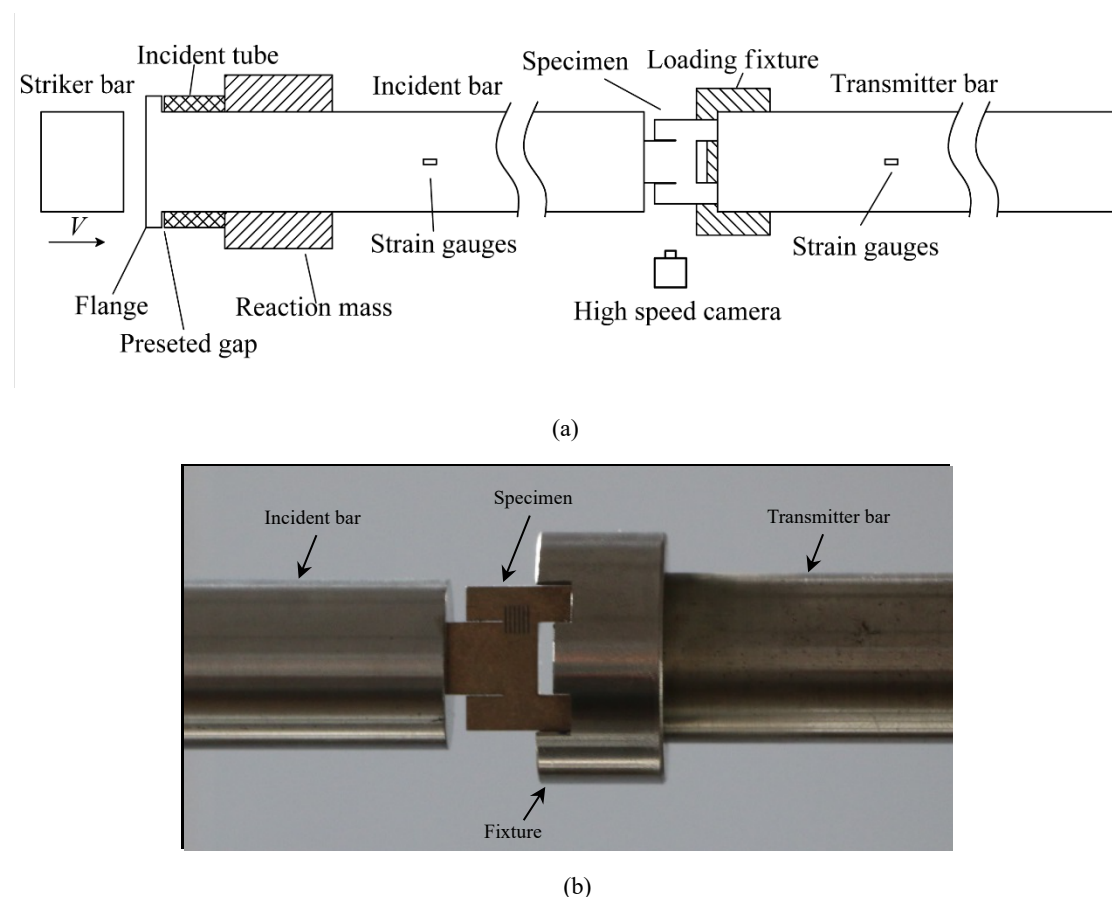 Incident tube
Striker bar
Incident bar
Specimen
Loading fixture
Transmitter bar
V
Strain gauges
Strain gauges
Flange
Reaction mass
High speed camera
Preseted gap
(a)
Specimen
Incident bar
Transmitter bar
Fixture
(b)